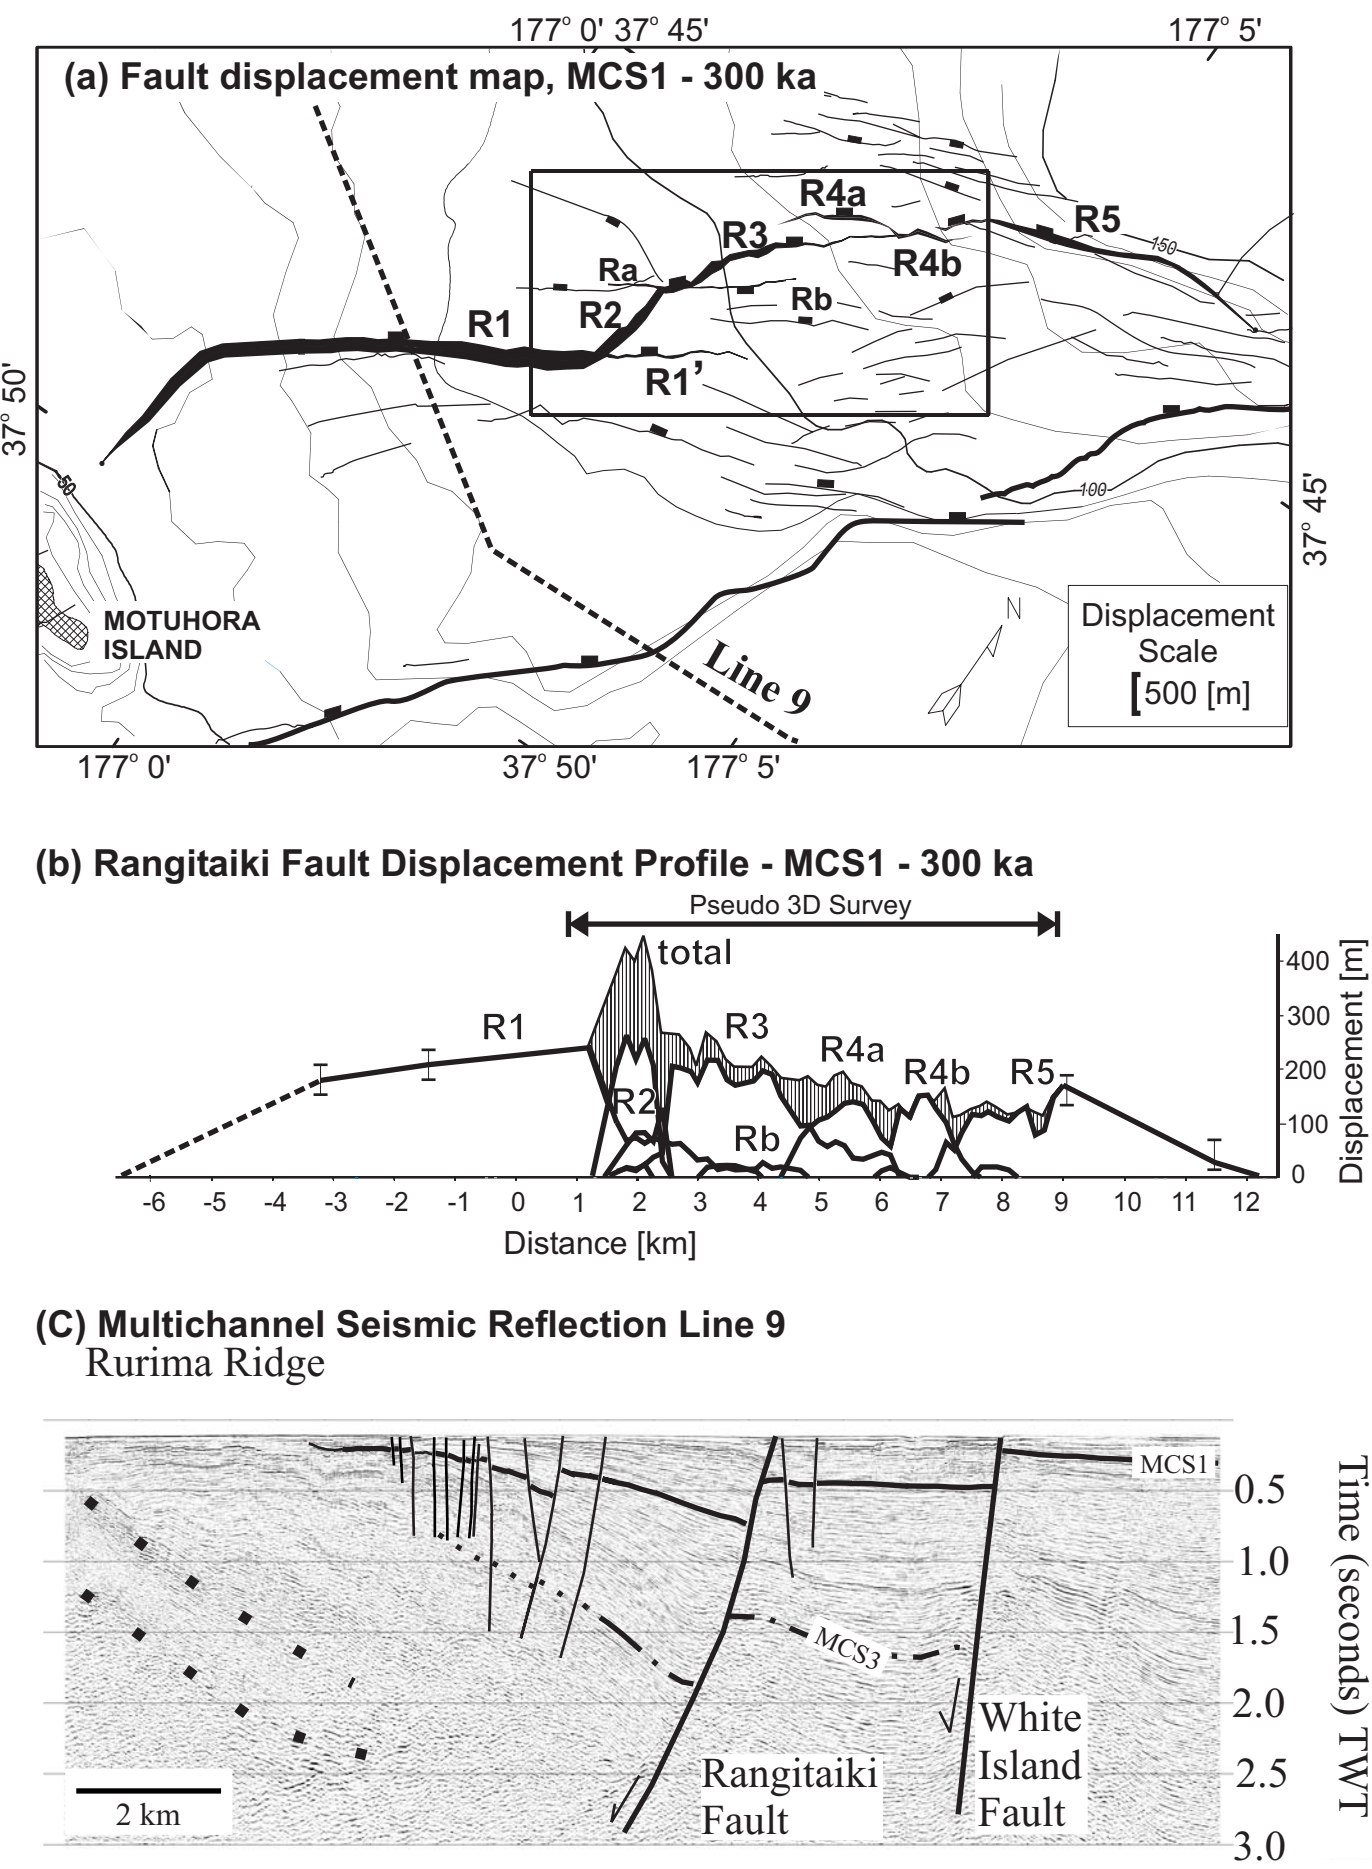 177° 0' 37° 45'
177° 5'
(a) Fault displacement map, MCS1 - 300 ka
R4a
R5
R3
150
R4b
Ra
Rb
R2
R1
R1’
37° 50'
50
100
37° 45'
N
MOTUHORA
ISLAND
Displacement
Scale
[500 [m]
Line 9
177° 0'
37° 50'
177° 5'
(b) Rangitaiki Fault Displacement Profile - MCS1 - 300 ka
Pseudo 3D Survey
total
R1
R3
R4a
R4b
R5
R2
Rb
400
300
200
100
0
Displacement [m]
-6 -5 -4 -3 -2 -1 0 1 2 3 4 5 6 7 8 9 10 11 12
Distance [km]
(C) Multichannel Seismic Reflection Line 9
Rurima Ridge
MCS1
0.5
1.0
1.5
2.0
2.5
3.0
Time (seconds) TWT
MCS3
White
Island
Fault
Rangitaiki
Fault
2 km